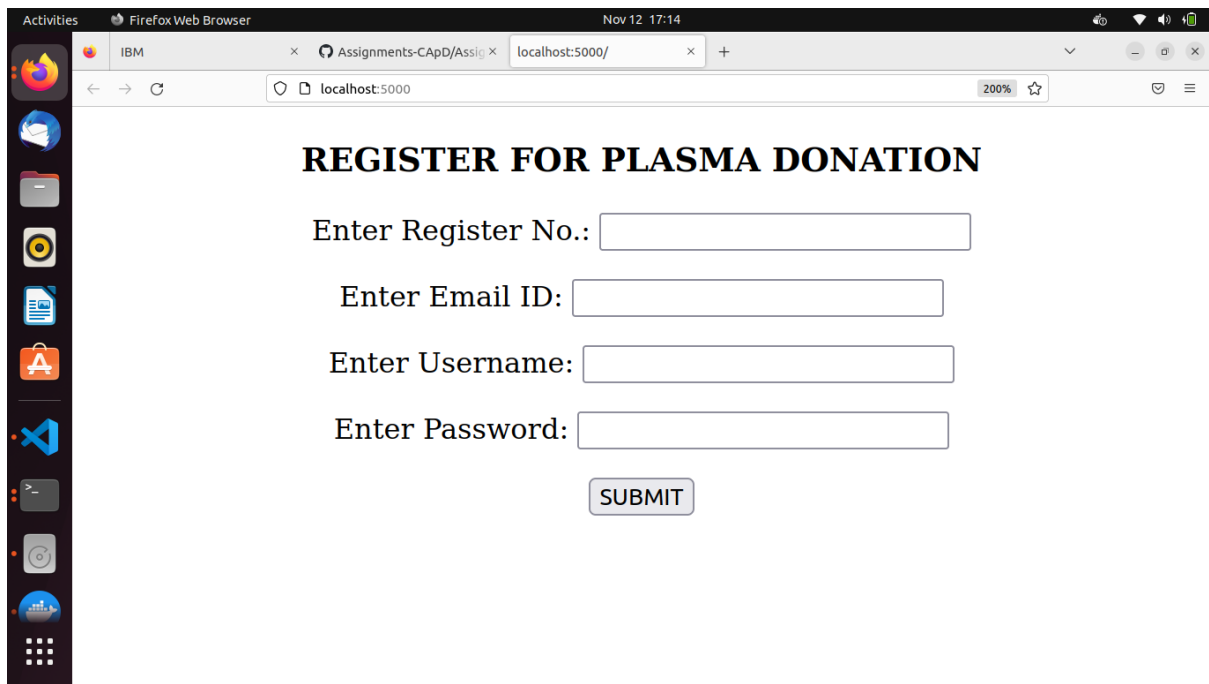 Activities Firefox Web Browser Nov 12 17:14
IBM Assignments-CApD/Assig localhost:5000/
localhost:5000 200%
REGISTER FOR PLASMA DONATION
Enter Register No.:
Enter Email ID:
Enter Username:
Enter Password:
SUBMIT